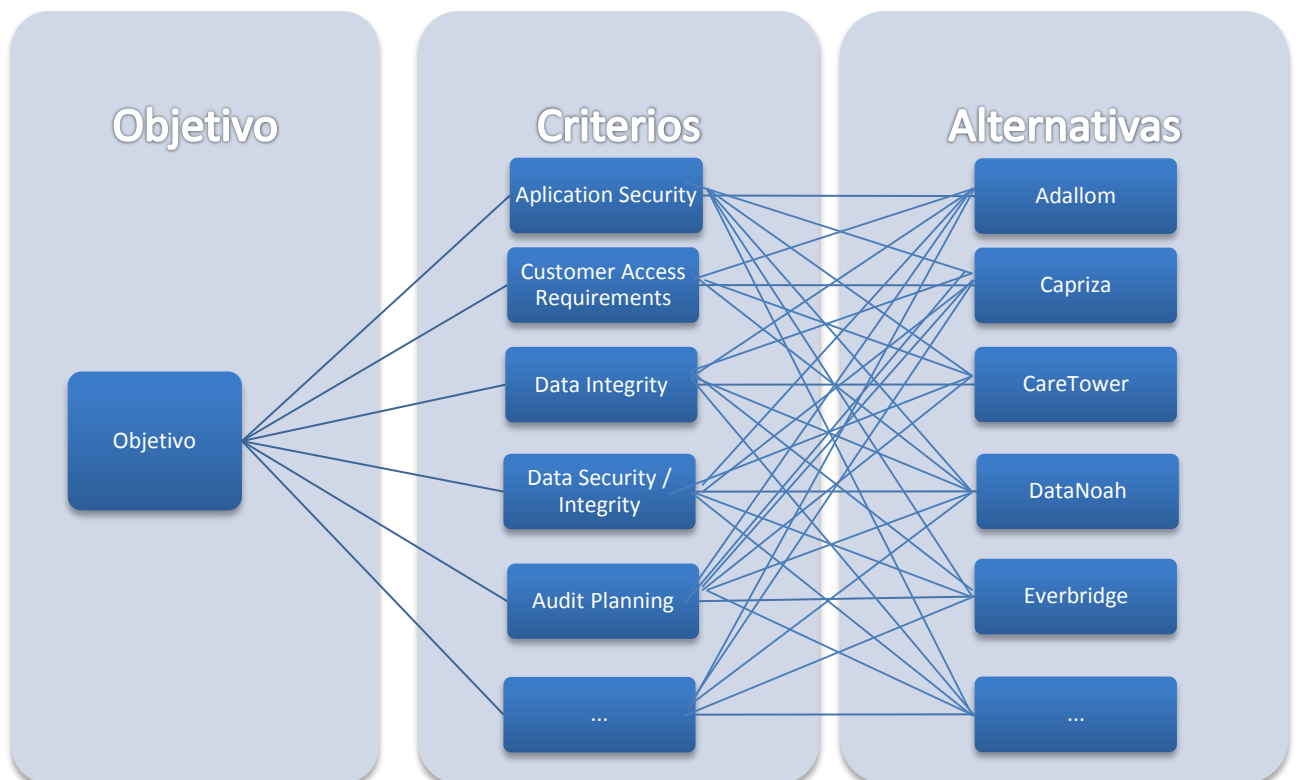 Objetivo
Criterios
Alternativas
Objetivo
Aplication Security
Customer Access
Requirements
Data Integrity
Data Security /
Integrity
Audit Planning
...
Adallom
Capriza
CareTower
DataNoah
Everbridge
...